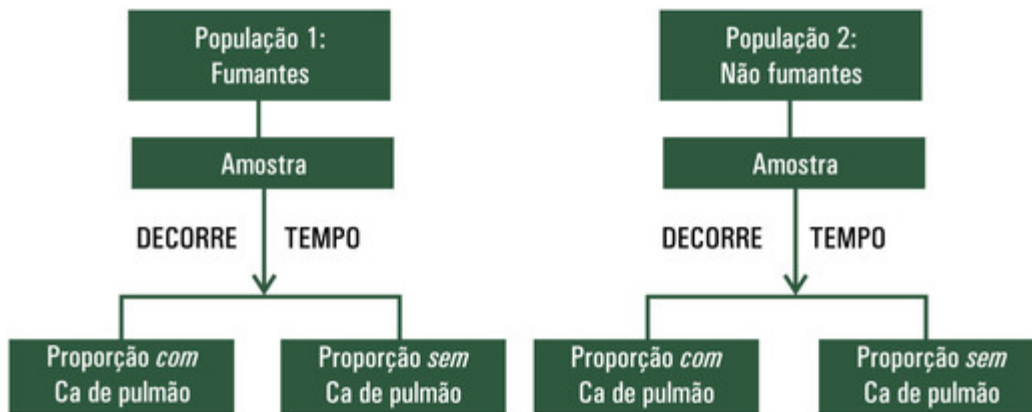 População 1:
Fumantes
População 2:
Não fumantes
Amostra
Amostra
DECORRE TEMPO
DECORRE TEMPO
Proporção com
Ca de pulmão
Proporção sem
Ca de pulmão
Proporção com
Ca de pulmão
Proporção sem
Ca de pulmão